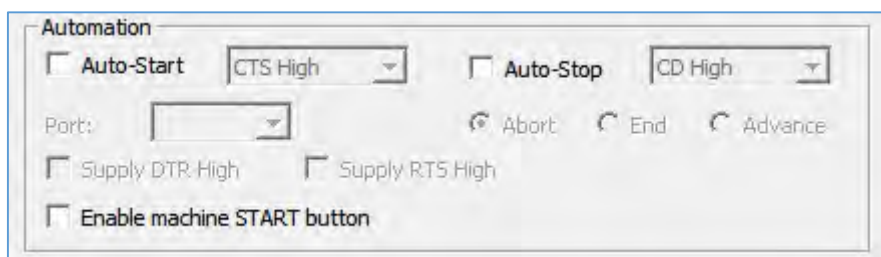 Automation
Auto-Start CTS High Auto-Stop CD High
Port: Abort End Advance
Supply DTR High Supply RTS High
Enable machine START button